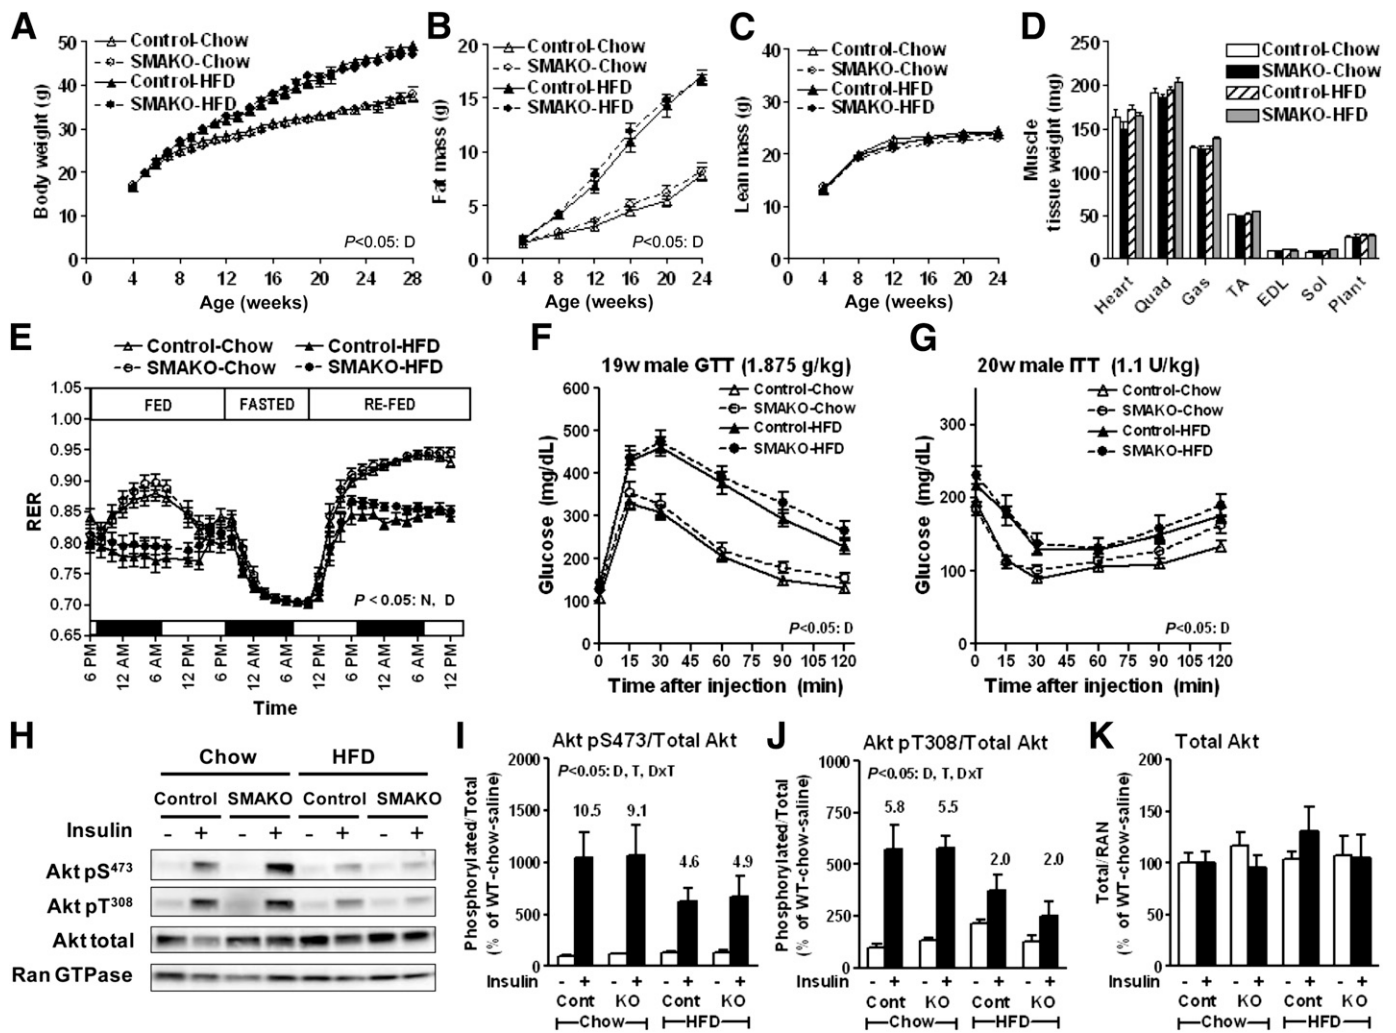 A
Control-Chow
SMAKO-Chow
Control-HFD
SMAKO-HFD
Body weight (g)
50
40
30
20
10
0
P<0.05: D
0 4 8 12 16 20 24 28
Age (weeks)
B
Control-Chow
SMAKO-Chow
Control-HFD
SMAKO-HFD
Fat mass (g)
20
15
10
5
0
P<0.05: D
0 4 8 12 16 20 24
Age (weeks)
C
Control-Chow
SMAKO-Chow
Control-HFD
SMAKO-HFD
Lean mass (g)
40
30
20
10
0
0 4 8 12 16 20 24
Age (weeks)
D
Control-Chow
SMAKO-Chow
Control-HFD
SMAKO-HFD
Muscle
tissue weight (mg)
250
200
150
100
50
0
Heart Quad Gas TA EDL Sol Plant
E
Control-Chow Control-HFD
SMAKO-Chow SMAKO-HFD
RER
1.05
1.00
0.95
0.90
0.85
0.80
0.75
0.70
0.65
FED FASTED RE-FED
P < 0.05: N, D
6 PM 12 AM 6 AM 12 PM 6 PM 12 AM 6 AM 12 PM 6 PM 12 AM 6 AM 12 PM
Time
F
19w male GTT (1.875 g/kg)
Control-Chow
SMAKO-Chow
Control-HFD
SMAKO-HFD
Glucose (mg/dL)
600
500
400
300
200
100
0
P<0.05: D
0 15 30 45 60 75 90 105 120
Time after injection (min)
G
20w male ITT (1.1 U/kg)
Control-Chow
SMAKO-Chow
Control-HFD
SMAKO-HFD
Glucose (mg/dL)
300
200
100
0
P<0.05: D
0 15 30 45 60 75 90 105 120
Time after injection (min)
H
Chow HFD
Control SMAKO Control SMAKO
Insulin - + - + - + - +
Akt pS473
Akt pT308
Akt total
Ran GTPase
I
Akt pS473/Total Akt
P<0.05: D, T, DxT
Phosphorylated/Total
(% of WT-chow-saline)
2000
1500
1000
500
0
10.5 9.1 4.6 4.9
Insulin - + - + - + - +
Cont KO Cont KO
Chow HFD
J
Akt pT308/Total Akt
P<0.05: D, T, DxT
Phosphorylated/Total
(% of WT-chow-saline)
1000
750
500
250
0
5.8 5.5 2.0 2.0
Insulin - + - + - + - +
Cont KO Cont KO
Chow HFD
K
Total Akt
Total/RAN
(% of WT-chow-saline)
200
150
100
50
0
Insulin - + - + - + - +
Cont KO Cont KO
Chow HFD